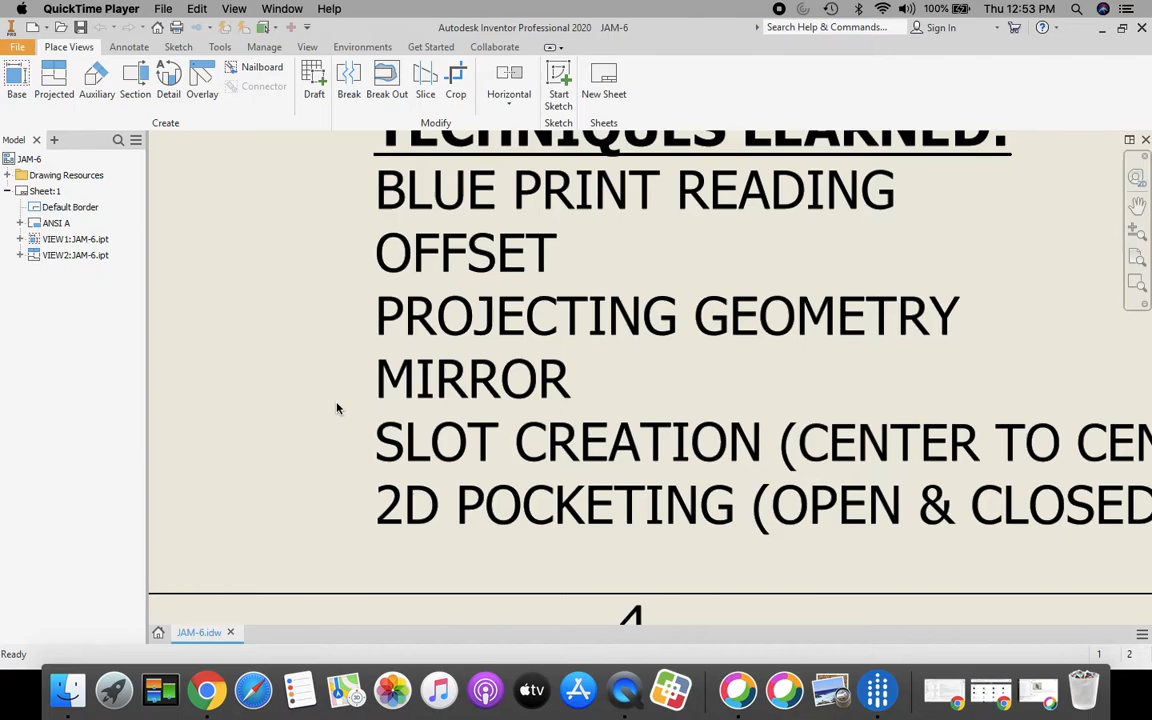 QuickTime Player File Edit View Window Help 100% Thu 12:53 PM
Autodesk Inventor Professional 2020 JAM-6 Search Help & Commands... Sign In
File Place Views Annotate Sketch Tools Manage View Environments Get Started Collaborate
Base Projected Auxiliary Section Detail Overlay Nailboard Connector Draft Break Break Out Slice Crop Horizontal Start Sketch New Sheet
Create Modify Sketch Sheets
Model
JAM-6
Drawing Resources
Sheet:1
Default Border
ANSI A
VIEW1:JAM-6.ipt
VIEW2:JAM-6.ipt
TECHNIQUES LEARNED:
BLUE PRINT READING
OFFSET
PROJECTING GEOMETRY
MIRROR
SLOT CREATION (CENTER TO CEN
2D POCKETING (OPEN & CLOSED
4
JAM-6.idw
Ready 1 2
tv